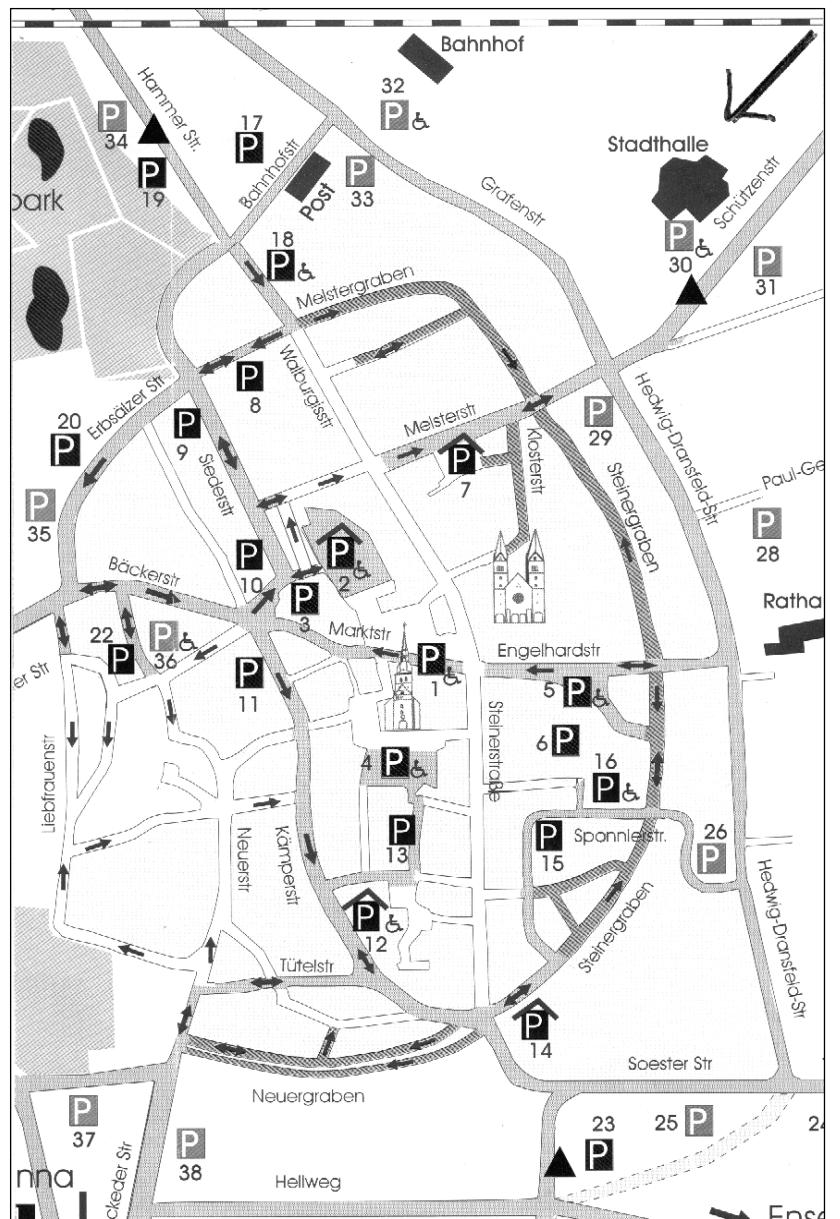 Bahnhof
Hammer Str
32
P
P
34
17
P
Bahnhofstr
Stadthalle
P
19
Post
P
33
Schützenstr
park
Grafenstr
18
P
P
30
P
31
Meistergraben
Walburgisstr
P
8
Erbsälzer Str
20
P
P
9
Siederstr
Meisterstr
P
7
Klosterstr
P
29
Hedwig-Dransfeld-Str
Steinergraben
Paul-Ge
P
35
P
28
Bäckerstr
P
10
P
2
P
3
Ratha
22
P
P
36
Marktstr
P
1
Engelhardstr
er Str
P
11
5
P
6
P
Steinerstraße
4
P
16
P
Liebfrauenstr
Neuerstr
Kämperstr
P
13
P
15
Sponnierstr.
26
P
Hedwig-Dransfeld-Str
P
12
Steinergraben
Tütelstr
P
14
Soester Str
Neuergraben
P
37
P
38
23
P
25
P
24
ckeder Str
Hellweg
nna
Ense